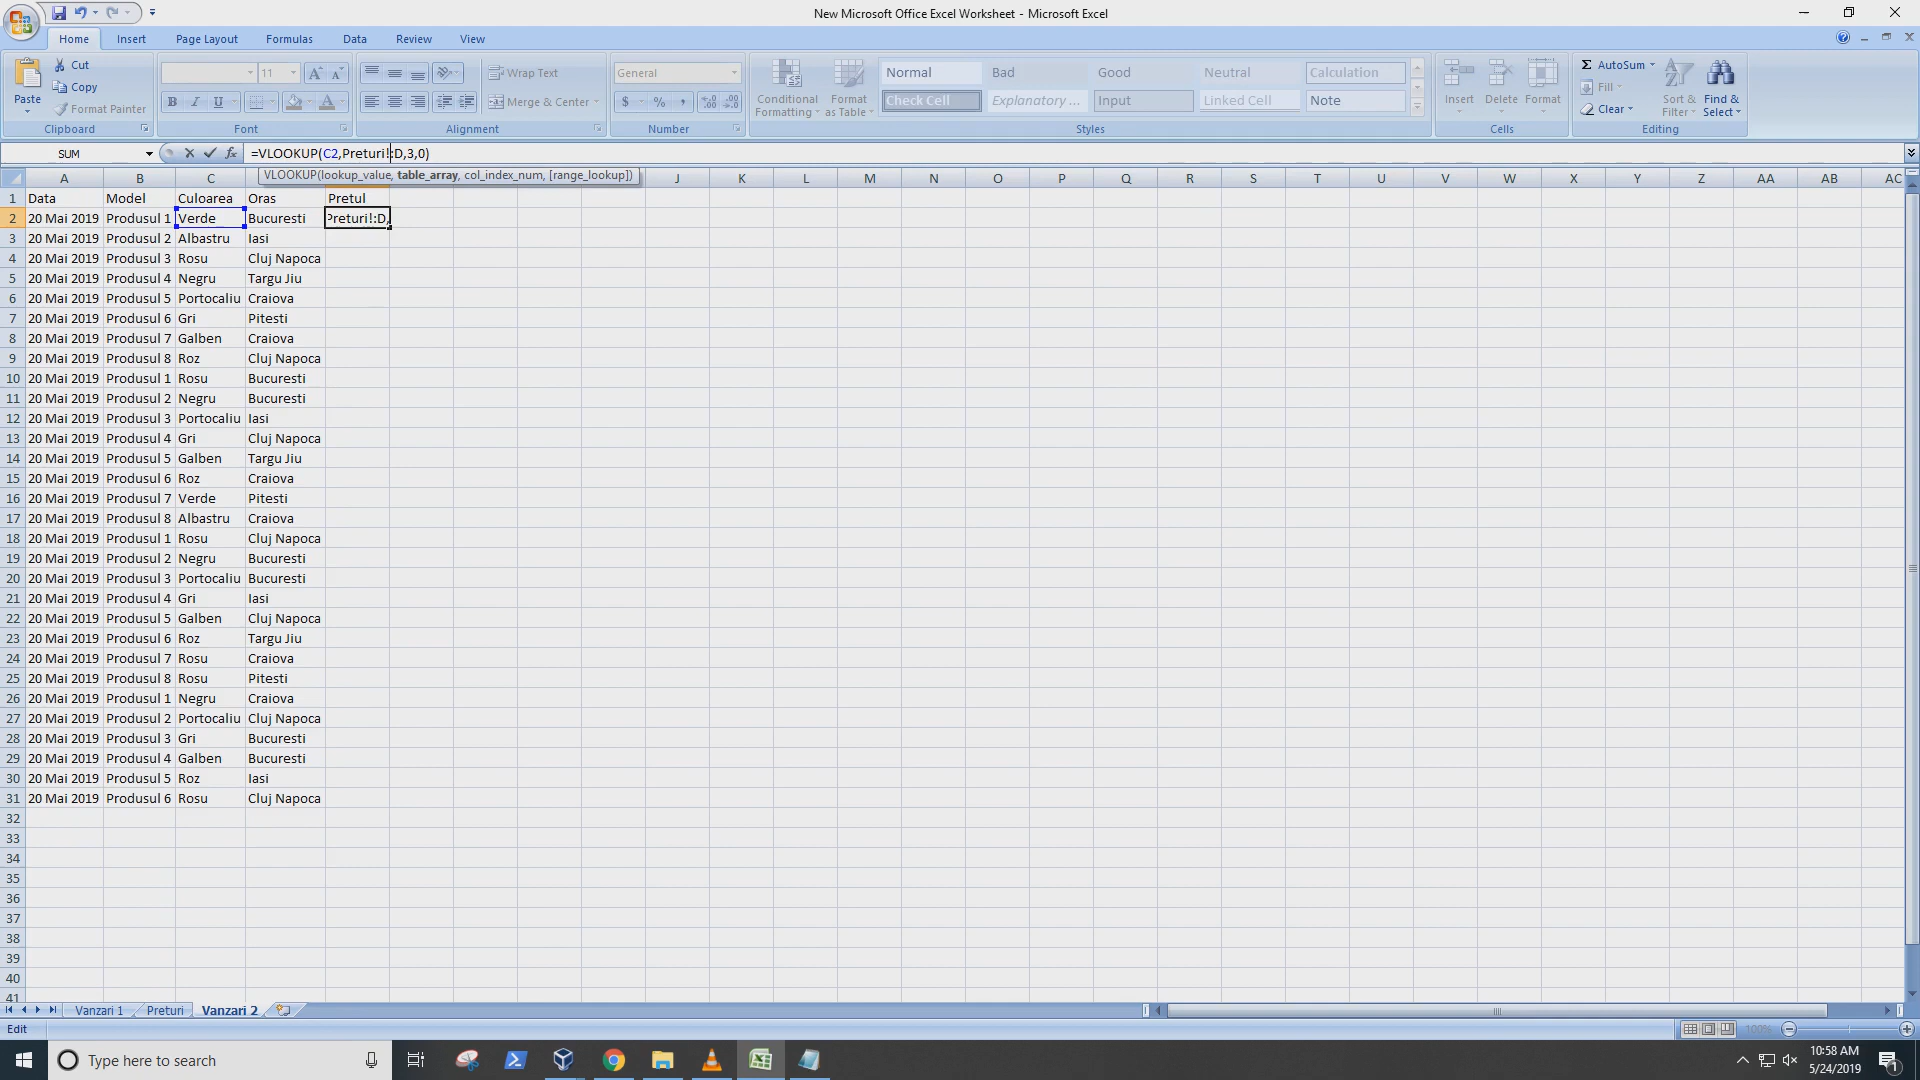 New Microsoft Office Excel Worksheet - Microsoft Excel
Home Insert Page Layout Formulas Data Review View
Paste Cut Copy Format Painter Clipboard
11 Font
Wrap Text Merge & Center Alignment
General Number
Conditional Formatting Format as Table
Normal Bad Good Neutral Calculation
Check Cell Explanatory ... Input Linked Cell Note
Styles
Insert Delete Format Cells
AutoSum Fill Clear Sort & Filter Find & Select Editing
SUM =VLOOKUP(C2,Preturi!:D,3,0)
VLOOKUP(lookup_value, table_array, col_index_num, [range_lookup])
A B C J K L M N O P Q R S T U V W X Y Z AA AB AC
1 Data Model Culoarea Oras Pretul
2 20 Mai 2019 Produsul 1 Verde Bucuresti Preturi!:D,
3 20 Mai 2019 Produsul 2 Albastru Iasi
4 20 Mai 2019 Produsul 3 Rosu Cluj Napoca
5 20 Mai 2019 Produsul 4 Negru Targu Jiu
6 20 Mai 2019 Produsul 5 Portocaliu Craiova
7 20 Mai 2019 Produsul 6 Gri Pitesti
8 20 Mai 2019 Produsul 7 Galben Craiova
9 20 Mai 2019 Produsul 8 Roz Cluj Napoca
10 20 Mai 2019 Produsul 1 Rosu Bucuresti
11 20 Mai 2019 Produsul 2 Negru Bucuresti
12 20 Mai 2019 Produsul 3 Portocaliu Iasi
13 20 Mai 2019 Produsul 4 Gri Cluj Napoca
14 20 Mai 2019 Produsul 5 Galben Targu Jiu
15 20 Mai 2019 Produsul 6 Roz Craiova
16 20 Mai 2019 Produsul 7 Verde Pitesti
17 20 Mai 2019 Produsul 8 Albastru Craiova
18 20 Mai 2019 Produsul 1 Rosu Cluj Napoca
19 20 Mai 2019 Produsul 2 Negru Bucuresti
20 20 Mai 2019 Produsul 3 Portocaliu Bucuresti
21 20 Mai 2019 Produsul 4 Gri Iasi
22 20 Mai 2019 Produsul 5 Galben Cluj Napoca
23 20 Mai 2019 Produsul 6 Roz Targu Jiu
24 20 Mai 2019 Produsul 7 Rosu Craiova
25 20 Mai 2019 Produsul 8 Rosu Pitesti
26 20 Mai 2019 Produsul 1 Negru Craiova
27 20 Mai 2019 Produsul 2 Portocaliu Cluj Napoca
28 20 Mai 2019 Produsul 3 Gri Bucuresti
29 20 Mai 2019 Produsul 4 Galben Bucuresti
30 20 Mai 2019 Produsul 5 Roz Iasi
31 20 Mai 2019 Produsul 6 Rosu Cluj Napoca
32
33
34
35
36
37
38
39
40
41
Vanzari 1 Preturi Vanzari 2
Edit 100%
Type here to search
10:58 AM
5/24/2019
1